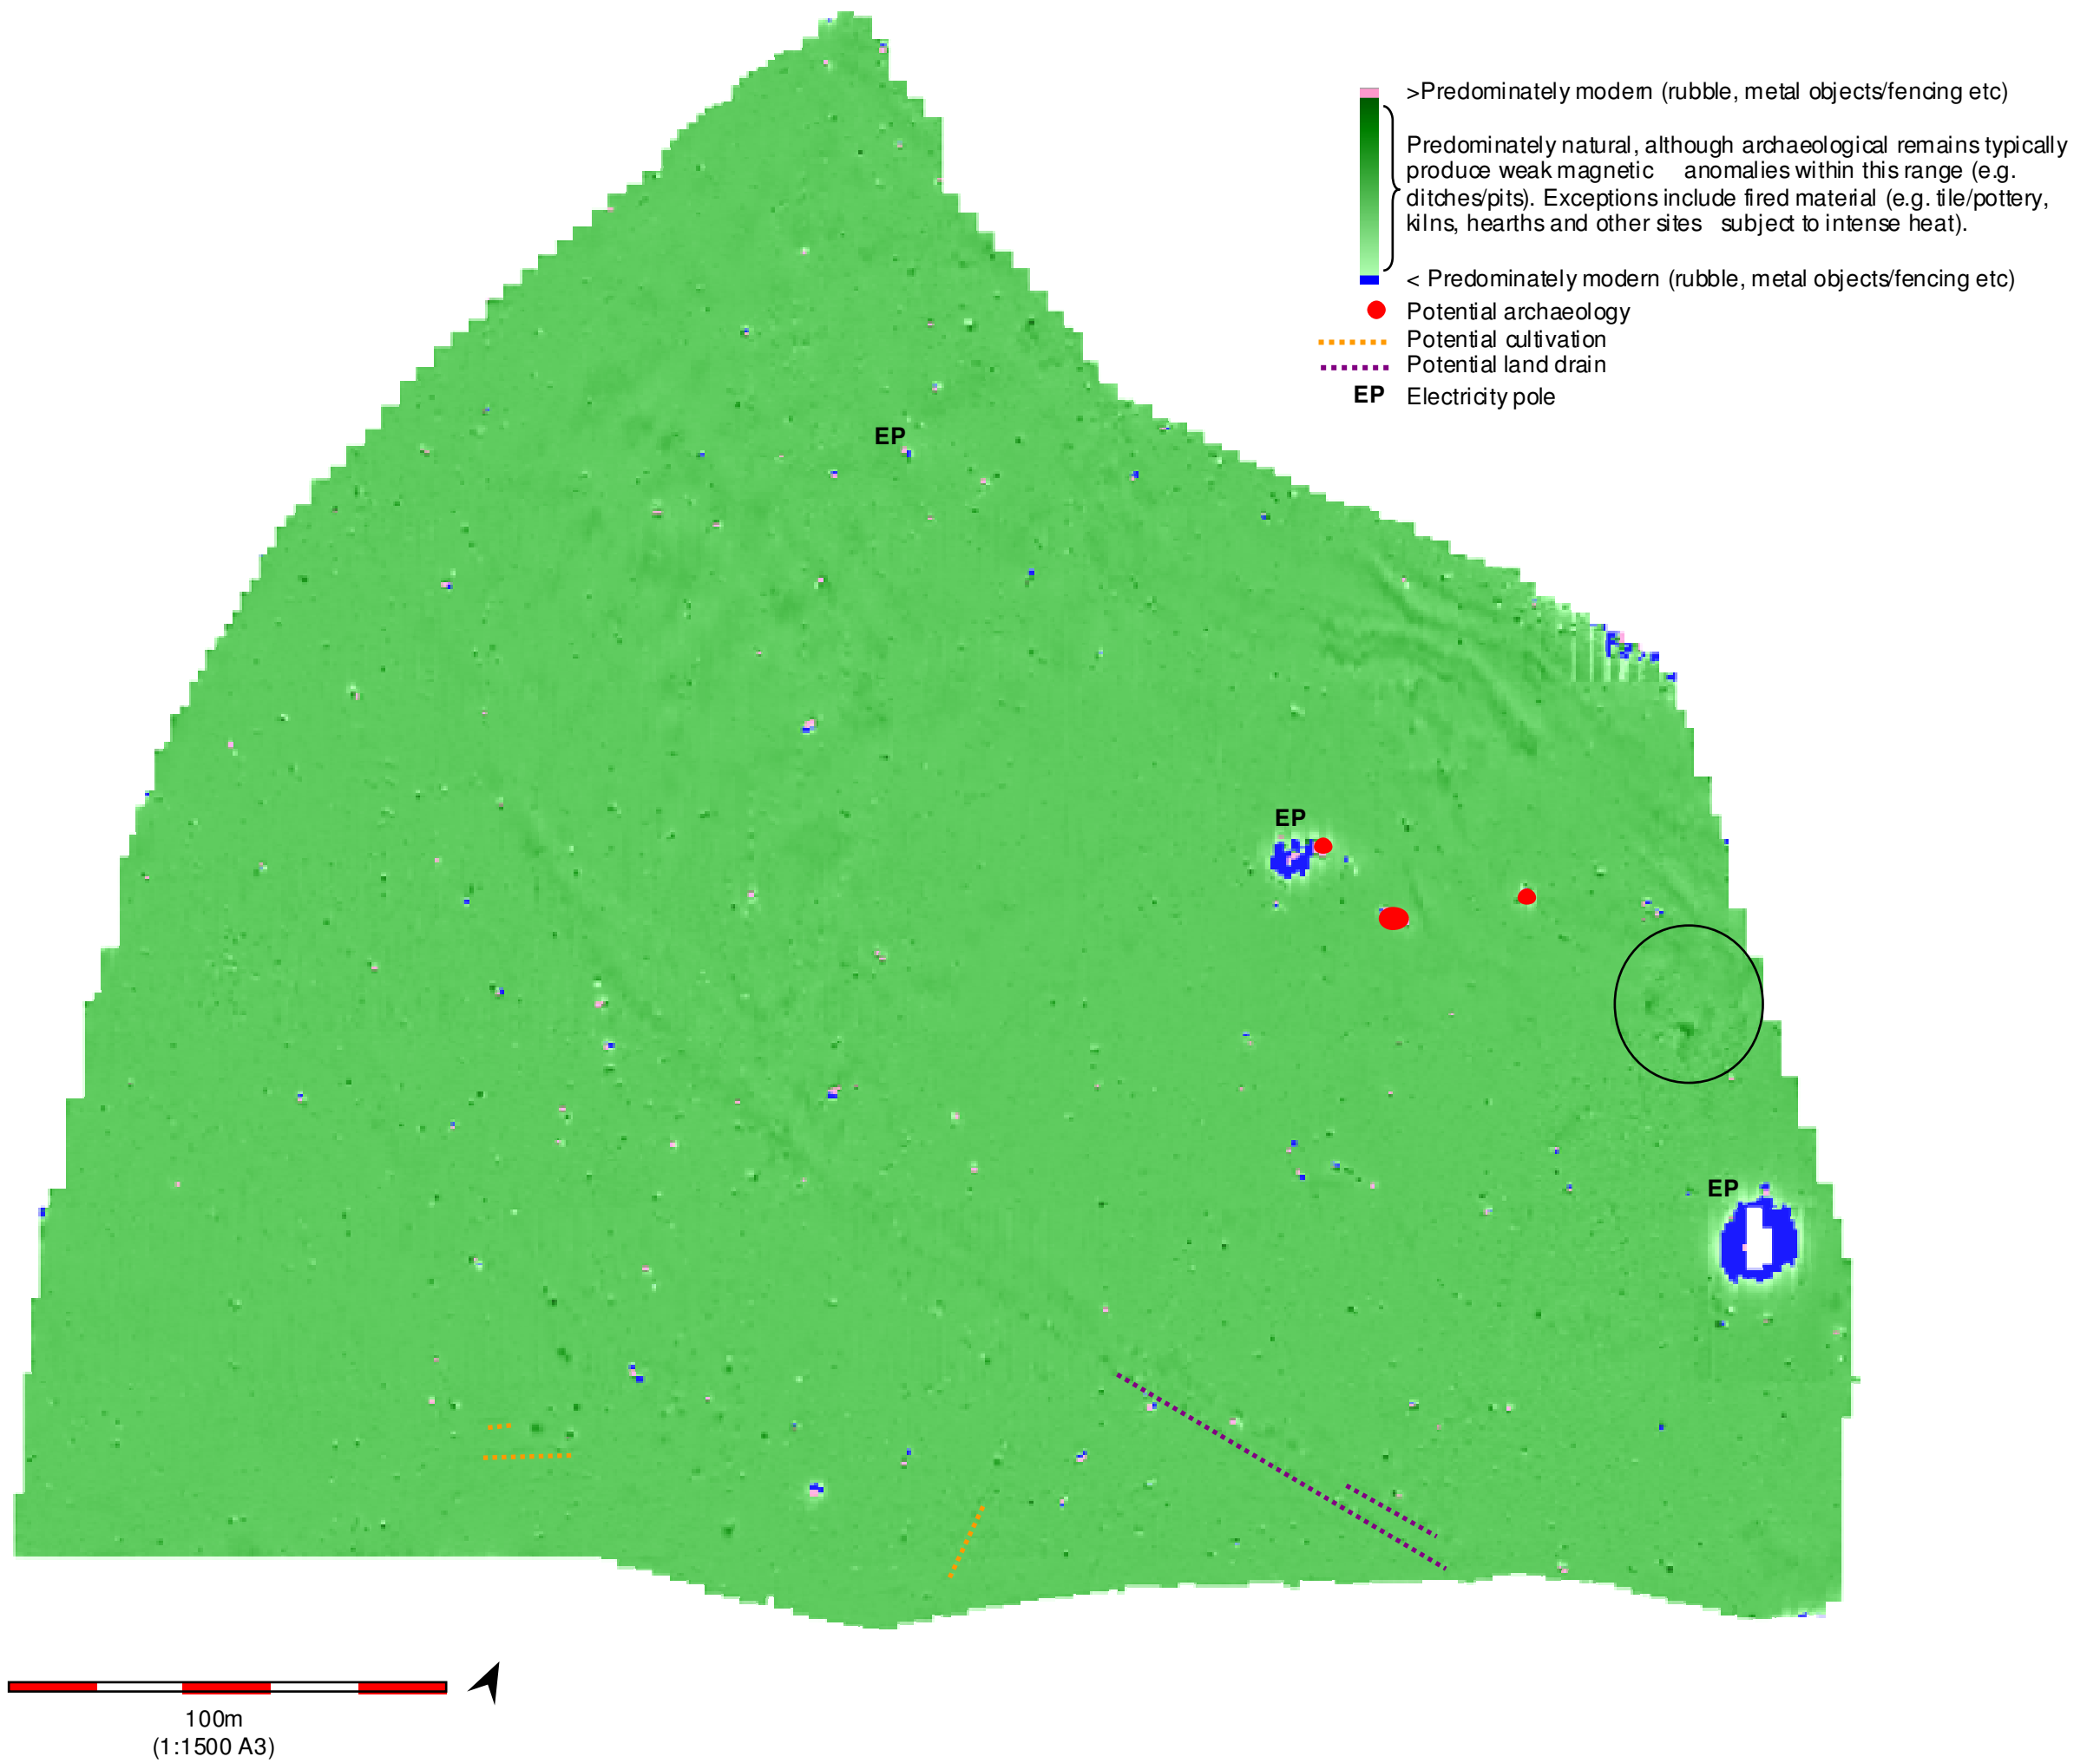 >Predominately modern (rubble, metal objects/fencing etc)
Predominately natural, although archaeological remains typically
produce weak magnetic anomalies within this range (e.g.
ditches/pits). Exceptions include fired material (e.g. tile/pottery,
kilns, hearths and other sites subject to intense heat).
< Predominately modern (rubble, metal objects/fencing etc)
Potential archaeology
Potential cultivation
Potential land drain
EP Electricity pole
EP
EP
EP
100m
(1:1500 A3)